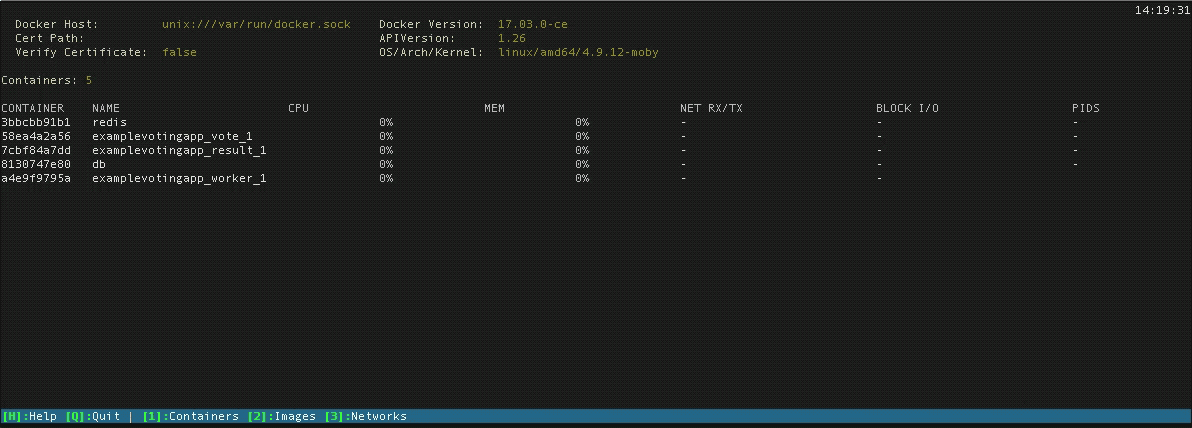 14:19:31
Docker Host: unix:///var/run/docker.sock Docker Version: 17.03.0-ce
Cert Path: APIVersion: 1.26
Verify Certificate: false OS/Arch/Kernel: linux/amd64/4.9.12-moby
Containers: 5
CONTAINER NAME CPU MEM NET RX/TX BLOCK I/O PIDS
3bbcbb91b1 redis 0% 0% - - -
58ea4a2a56 examplevotingapp_vote_1 0% 0% - - -
7cbf84a7dd examplevotingapp_result_1 0% 0% - - -
8130747e80 db 0% 0% - - -
a4e9f9795a examplevotingapp_worker_1 0% 0% - -
[H]:Help [Q]:Quit | [1]:Containers [2]:Images [3]:Networks